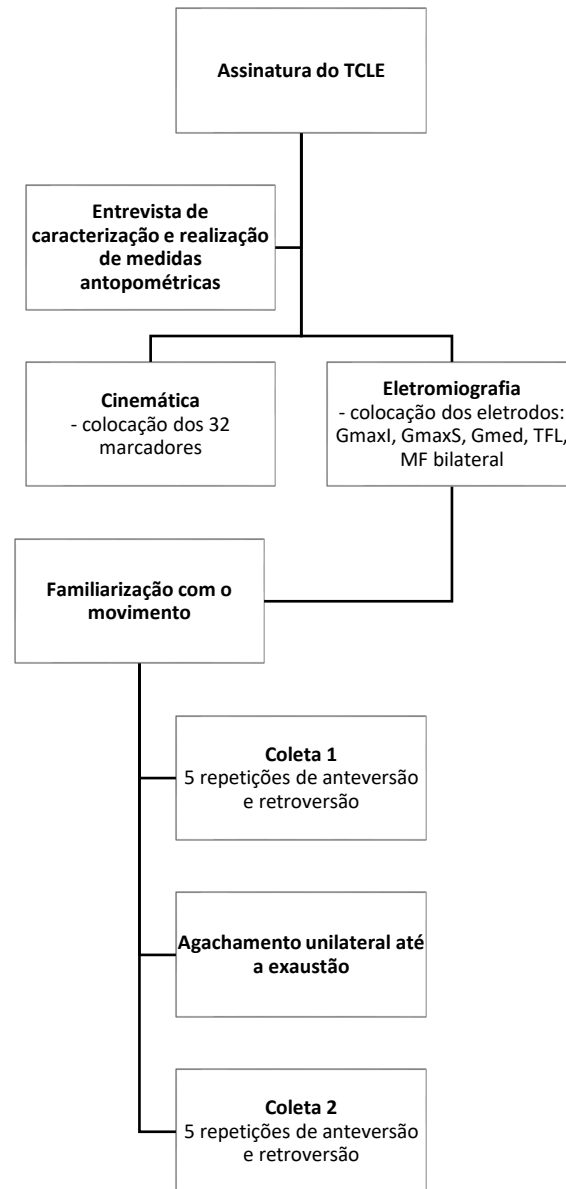 Assinatura do TCLE
Entrevista de
caracterização e realização
de medidas
antopométricas
Cinemática
- colocação dos 32
marcadores
Eletromiografia
- colocação dos eletrodos:
GmaxI, GmaxS, Gmed, TFL,
MF bilateral
Familiarização com o
movimento
Coleta 1
5 repetições de anteversão
e retroversão
Agachamento unilateral até
a exaustão
Coleta 2
5 repetições de anteversão
e retroversão